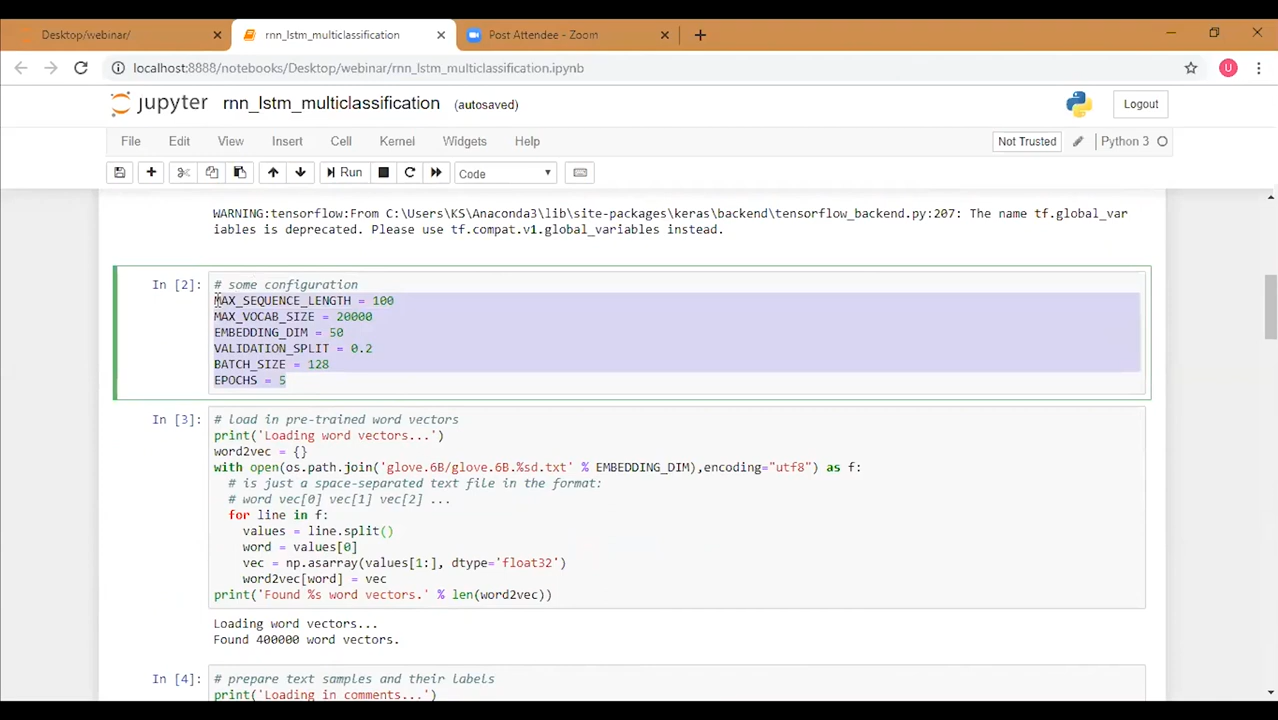 Desktop/webinar/
rnn_lstm_multiclassification
Post Attendee - Zoom
localhost:8888/notebooks/Desktop/webinar/rnn_lstm_multiclassification.ipynb
U
jupyter rnn_lstm_multiclassification (autosaved)
Logout
File Edit View Insert Cell Kernel Widgets Help
Not Trusted
Python 3
Run
Code
WARNING:tensorflow:From C:\Users\KS\Anaconda3\lib\site-packages\keras\backend\tensorflow_backend.py:207: The name tf.global_var
iables is deprecated. Please use tf.compat.v1.global_variables instead.
In [2]: # some configuration
MAX_SEQUENCE_LENGTH = 100
MAX_VOCAB_SIZE = 20000
EMBEDDING_DIM = 50
VALIDATION_SPLIT = 0.2
BATCH_SIZE = 128
EPOCHS = 5
In [3]: # load in pre-trained word vectors
print('Loading word vectors...')
word2vec = {}
with open(os.path.join('glove.6B/glove.6B.%sd.txt' % EMBEDDING_DIM),encoding="utf8") as f:
# is just a space-separated text file in the format:
# word vec[0] vec[1] vec[2] ...
for line in f:
values = line.split()
word = values[0]
vec = np.asarray(values[1:], dtype='float32')
word2vec[word] = vec
print('Found %s word vectors.' % len(word2vec))
Loading word vectors...
Found 400000 word vectors.
In [4]: # prepare text samples and their labels
print('Loading in comments...')